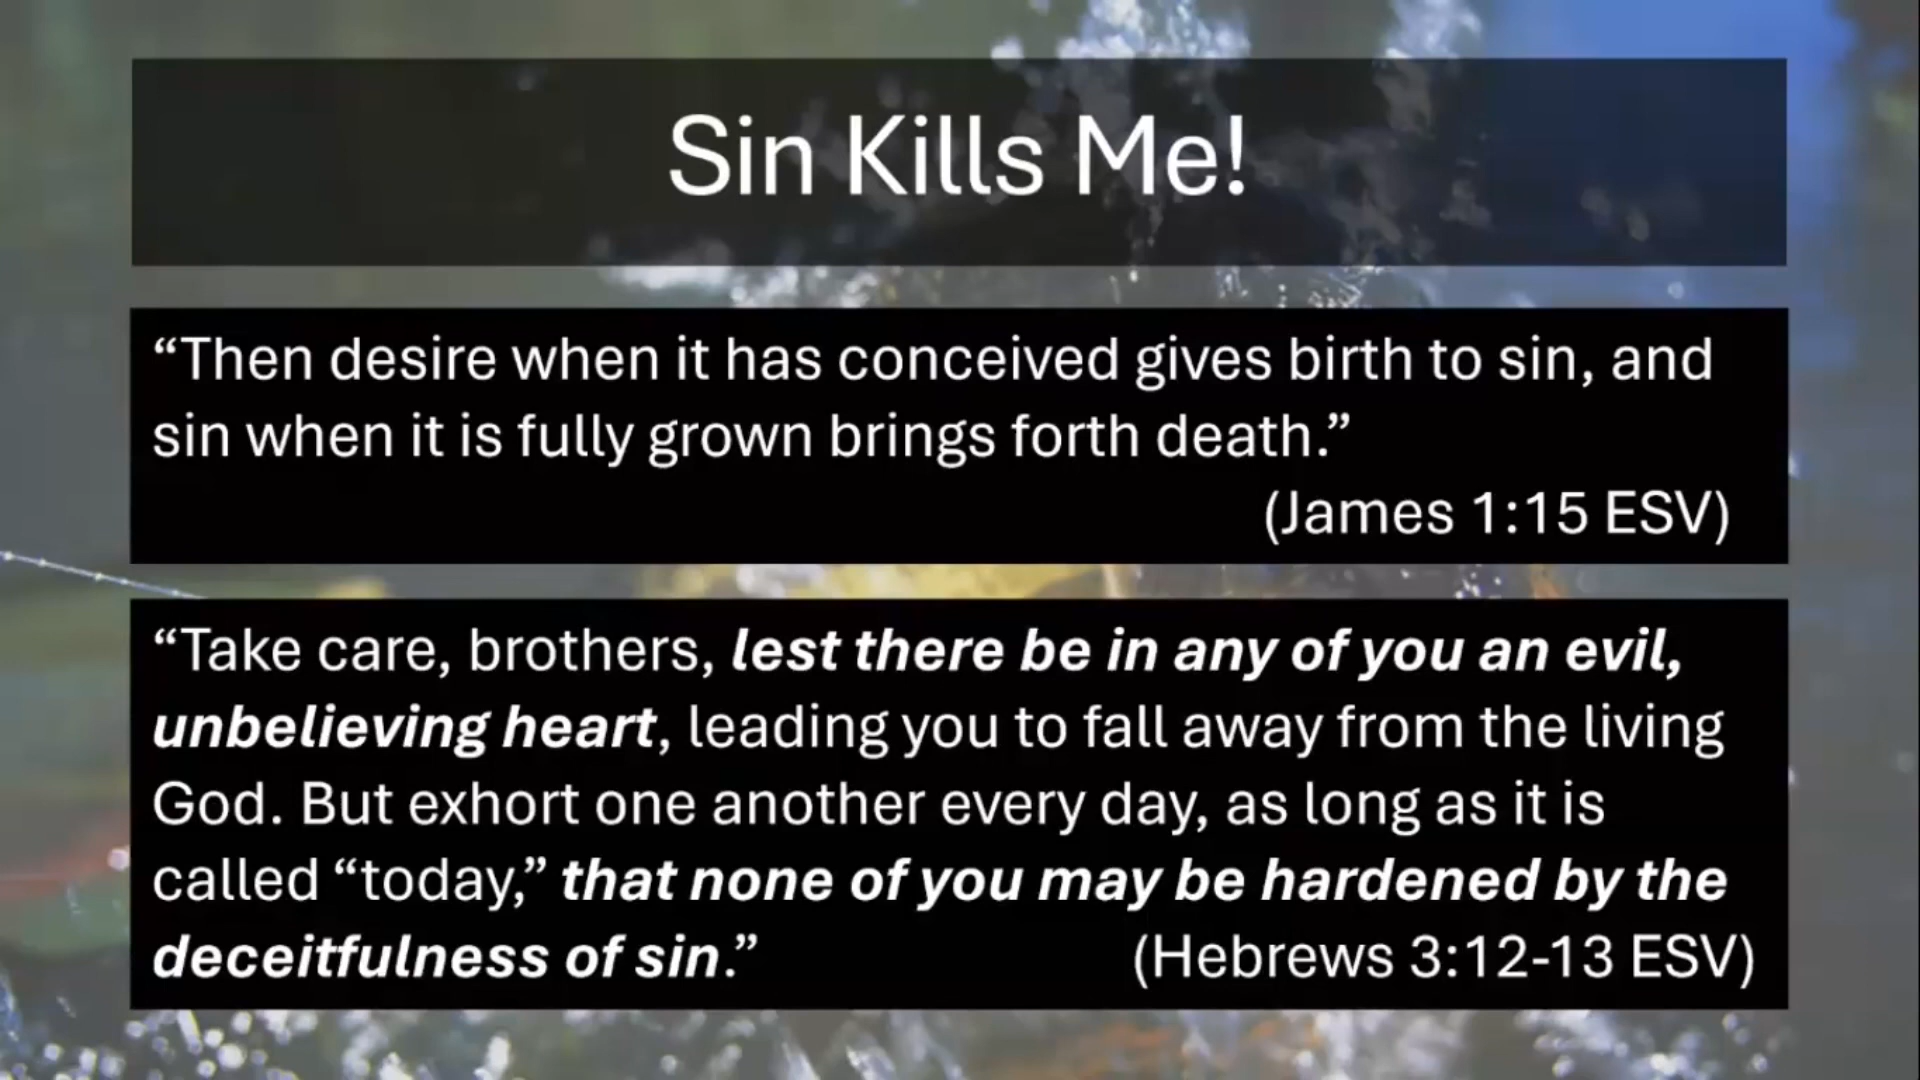 Sin Kills Me!
“Then desire when it has conceived gives birth to sin, and
sin when it is fully grown brings forth death.”
(James 1:15 ESV)
“Take care, brothers, lest there be in any of you an evil,
unbelieving heart, leading you to fall away from the living
God. But exhort one another every day, as long as it is
called “today,” that none of you may be hardened by the
deceitfulness of sin.” (Hebrews 3:12-13 ESV)